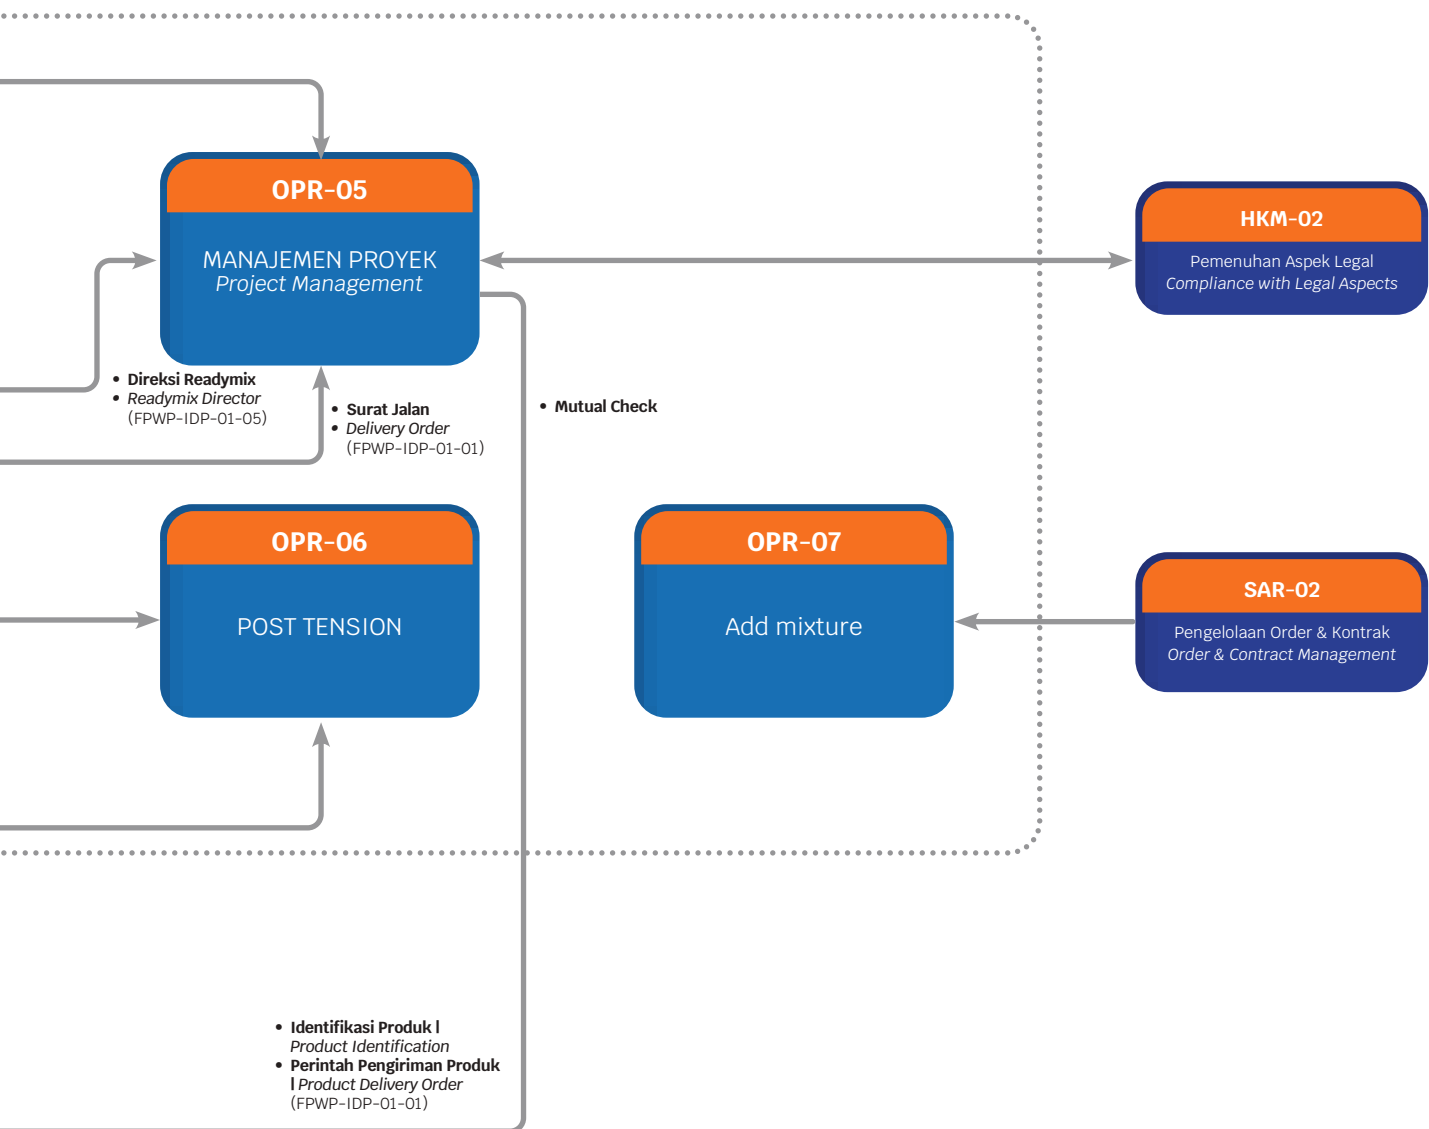 OPR-05
MANAJEMEN PROYEK
Project Management
HKM-02
Pemenuhan Aspek Legal
Compliance with Legal Aspects
• Direksi Readymix
• Readymix Director
(FPWP-IDP-01-05)
• Surat Jalan
• Delivery Order
(FPWP-IDP-01-01)
• Mutual Check
OPR-06
POST TENSION
OPR-07
Add mixture
SAR-02
Pengelolaan Order & Kontrak
Order & Contract Management
• Identifikasi Produk |
Product Identification
• Perintah Pengiriman Produk
| Product Delivery Order
(FPWP-IDP-01-01)